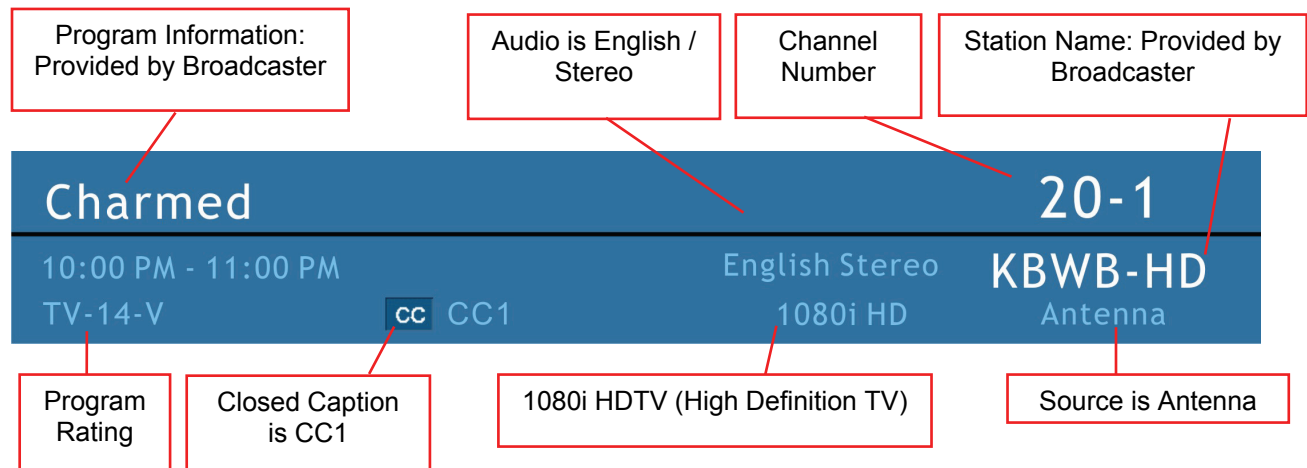 Program Information:
Provided by Broadcaster
Audio is English /
Stereo
Channel
Number
Station Name: Provided by
Broadcaster
Charmed
20-1
10:00 PM - 11:00 PM
English Stereo
KBWB-HD
TV-14-V
CC CC1
1080i HD
Antenna
Program
Rating
Closed Caption
is CC1
1080i HDTV (High Definition TV)
Source is Antenna